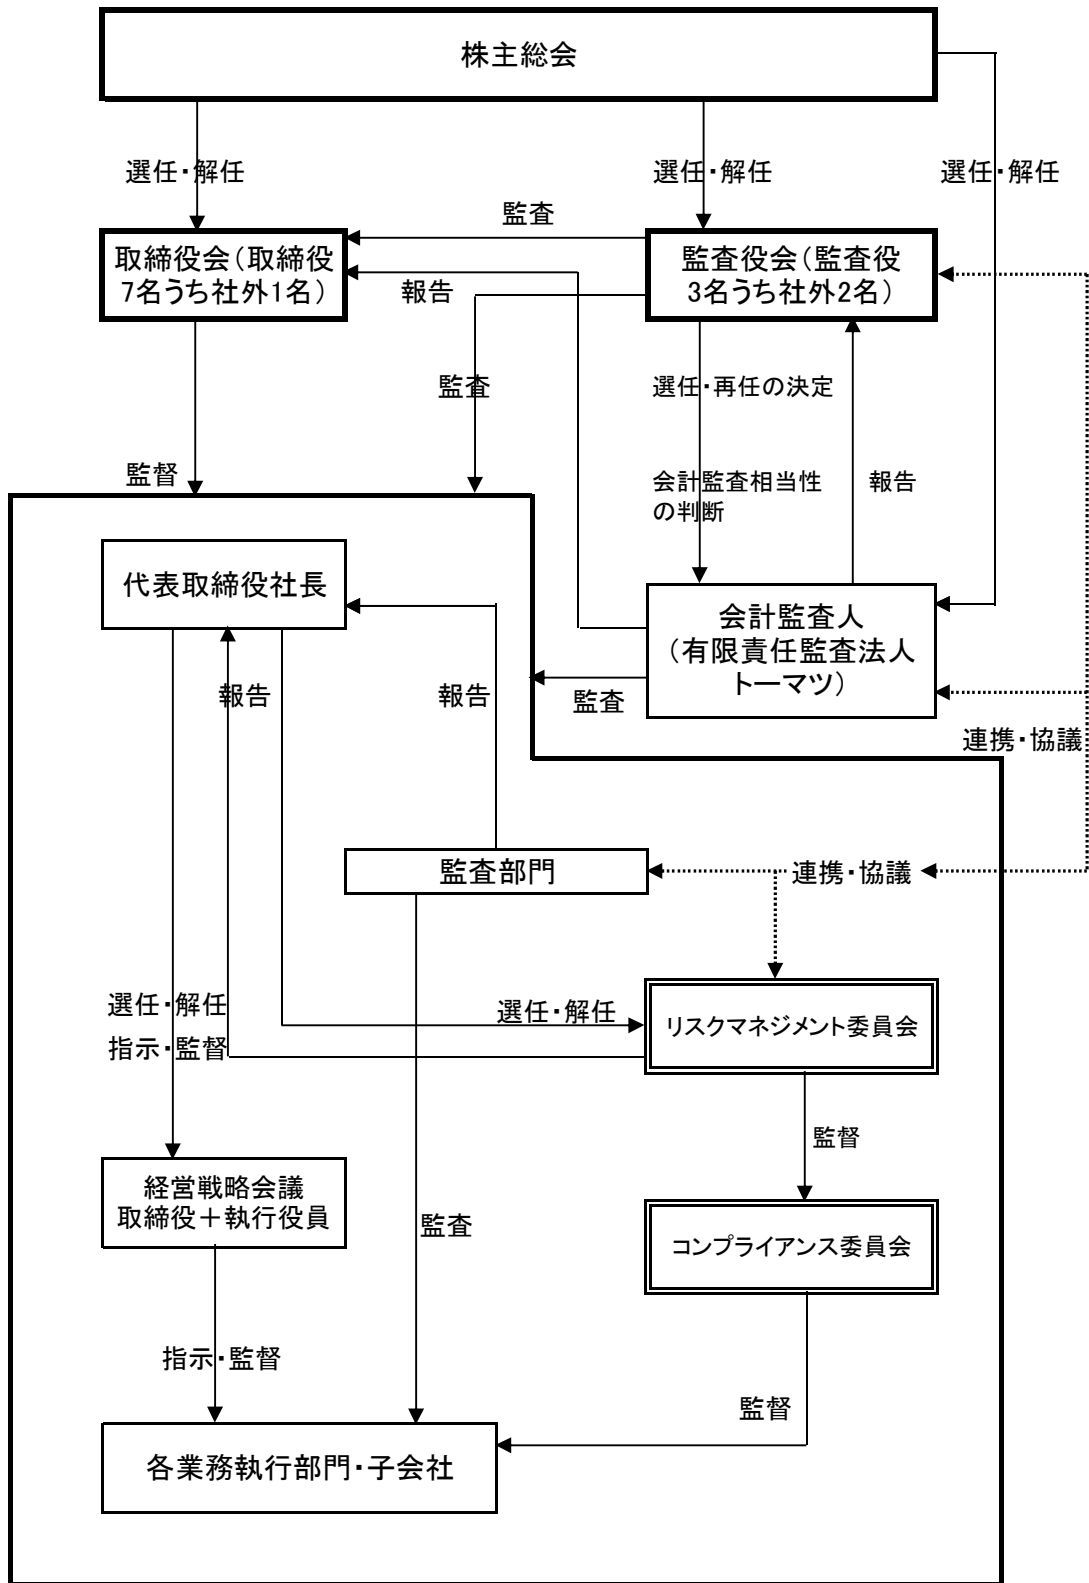 株主総会
選任・解任
選任・解任
選任・解任
監査
取締役会（取締役
7名うち社外1名）
報告
監査役会（監査役
3名うち社外2名）
監査
選任・再任の決定
監督
会計監査相当性
の判断
報告
代表取締役社長
会計監査人
（有限責任監査法人
トーマツ）
報告
報告
監査
連携・協議
監査部門
連携・協議
選任・解任
指示・監督
選任・解任
リスクマネジメント委員会
監督
経営戦略会議
取締役＋執行役員
監査
コンプライアンス委員会
指示・監督
監督
各業務執行部門・子会社